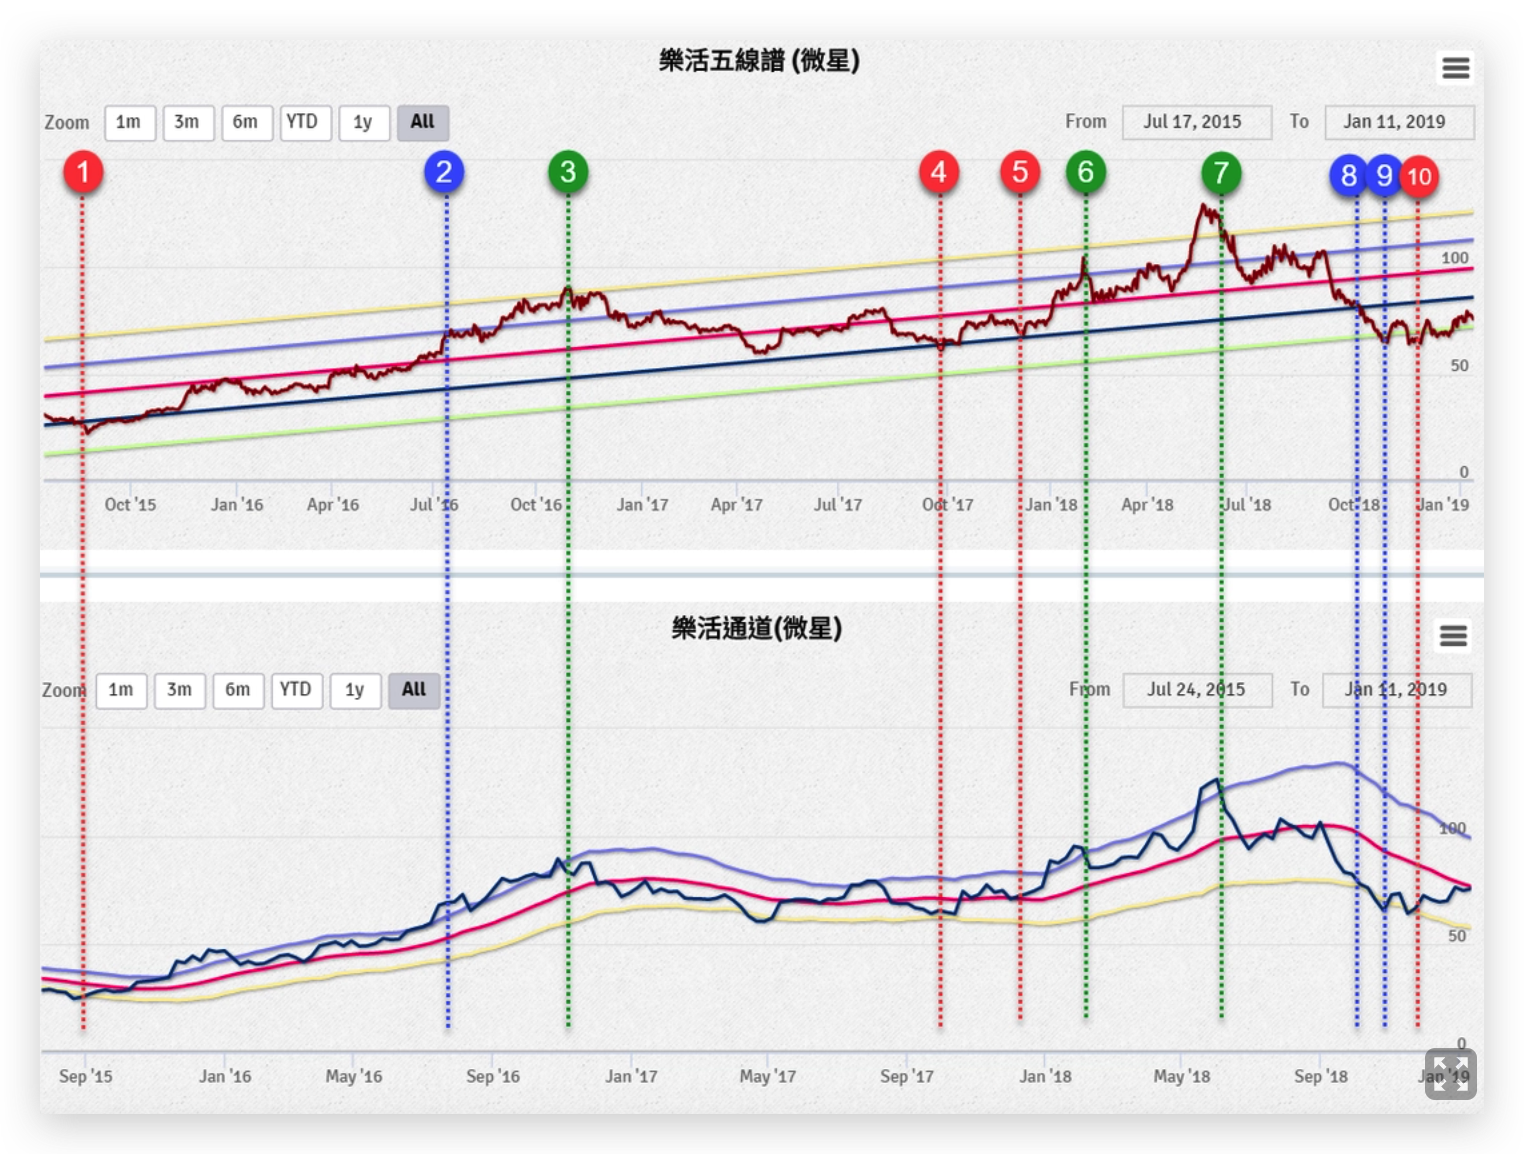 樂活五線譜 (微星)
Zoom 1m 3m 6m YTD 1y All From Jul 17, 2015 To Jan 11, 2019
1 2 3 4 5 6 7 8 9 10
100
50
0
Oct '15 Jan '16 Apr '16 Jul '16 Oct '16 Jan '17 Apr '17 Jul '17 Oct '17 Jan '18 Apr '18 Jul '18 Oct '18 Jan '19
樂活通道(微星)
Zoom 1m 3m 6m YTD 1y All From Jul 24, 2015 To Jan 11, 2019
100
50
0
Sep '15 Jan '16 May '16 Sep '16 Jan '17 May '17 Sep '17 Jan '18 May '18 Sep '18 Jan '19